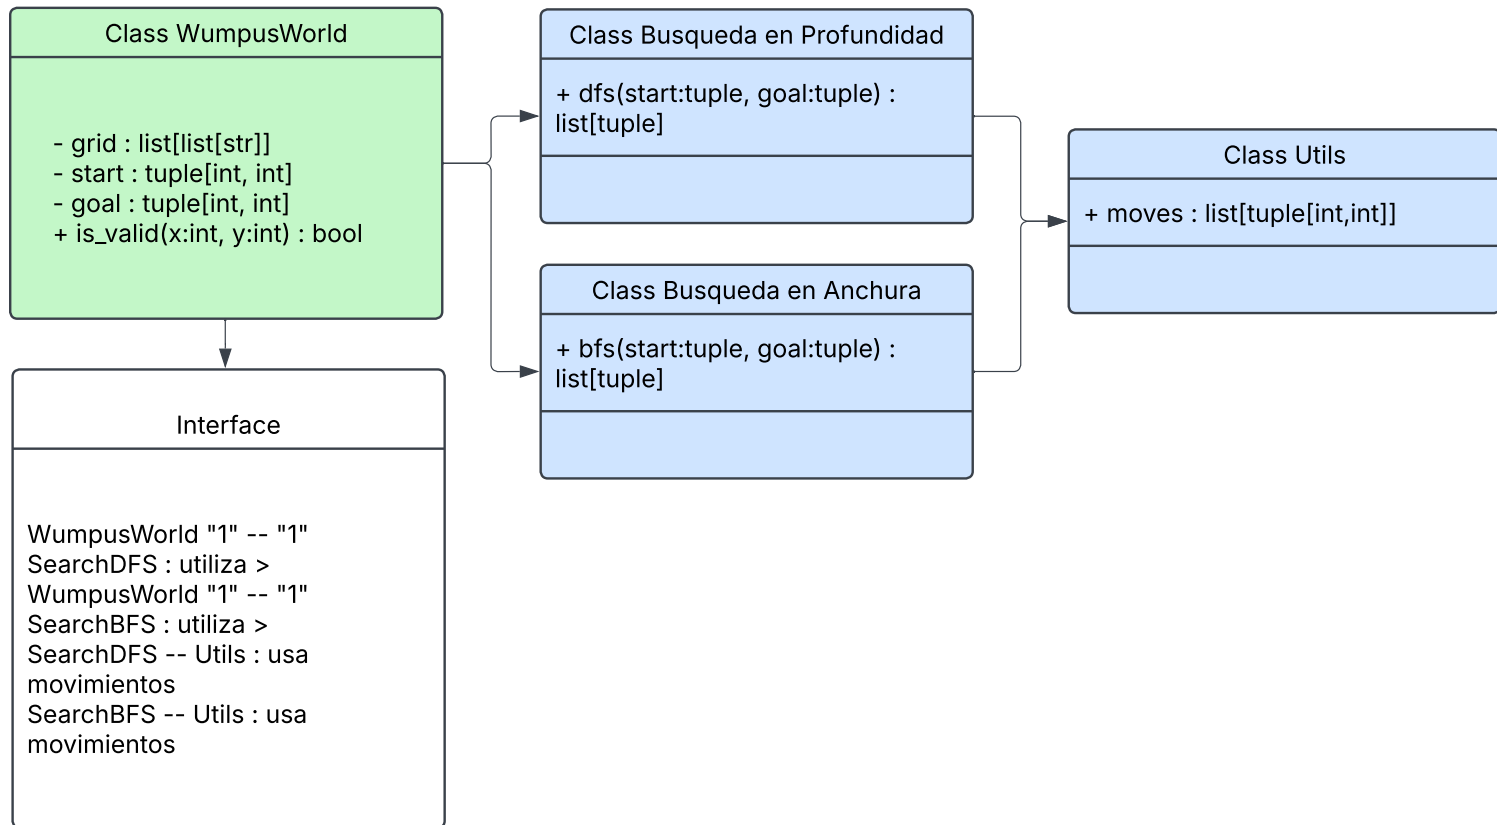 Class WumpusWorld
- grid : list[list[str]]
- start : tuple[int, int]
- goal : tuple[int, int]
+ is_valid(x:int, y:int) : bool
Interface
WumpusWorld "1" -- "1"
SearchDFS : utiliza >
WumpusWorld "1" -- "1"
SearchBFS : utiliza >
SearchDFS -- Utils : usa
movimientos
SearchBFS -- Utils : usa
movimientos
Class Busqueda en Profundidad
+ dfs(start:tuple, goal:tuple) :
list[tuple]
Class Busqueda en Anchura
+ bfs(start:tuple, goal:tuple) :
list[tuple]
Class Utils
+ moves : list[tuple[int,int]]